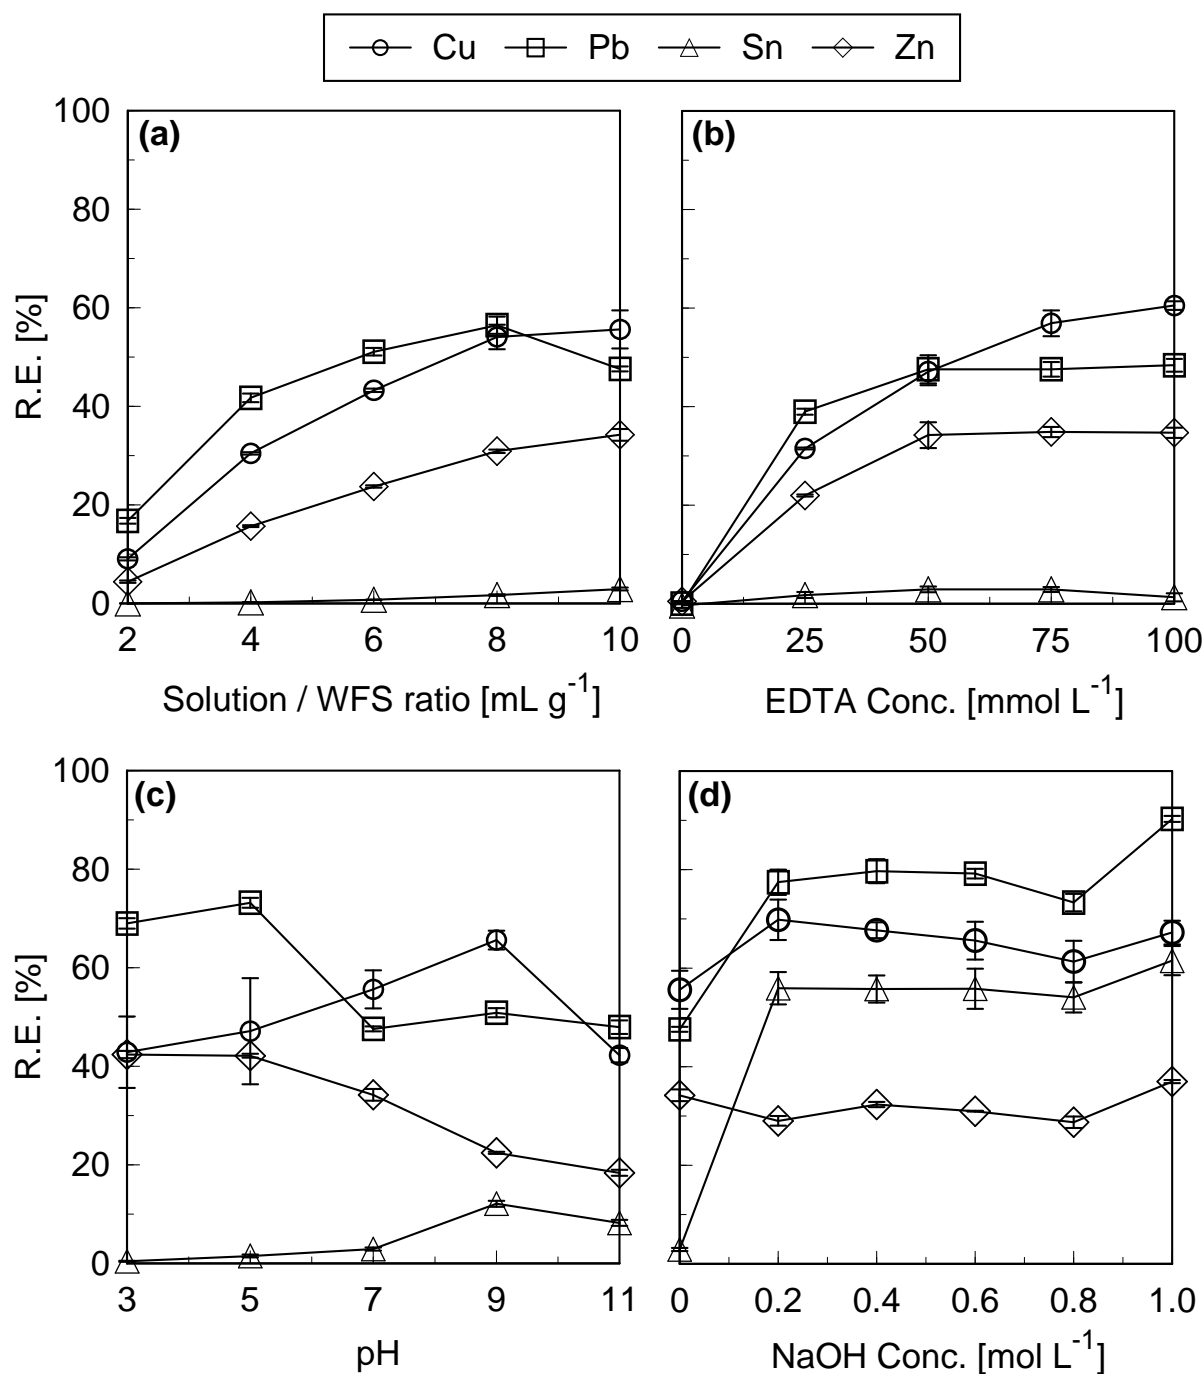 Cu Pb Sn Zn
(a) (b)
100
80
60
40
20
0
R.E. [%]
2 4 6 8 10
0 25 50 75 100
Solution / WFS ratio [mL g⁻¹]
EDTA Conc. [mmol L⁻¹]
(c) (d)
100
80
60
40
20
0
R.E. [%]
3 5 7 9 11
0 0.2 0.4 0.6 0.8 1.0
pH
NaOH Conc. [mol L⁻¹]